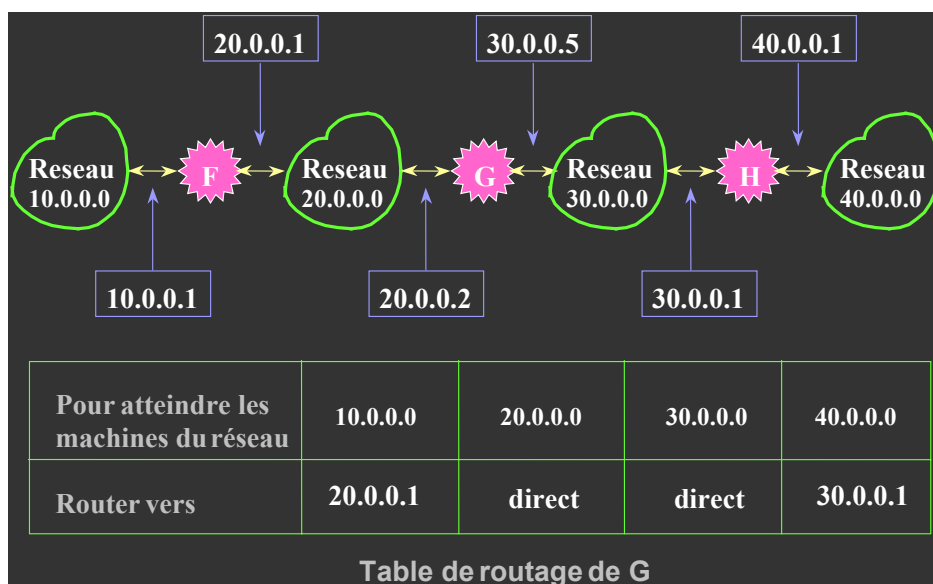 20.0.0.1
30.0.0.5
40.0.0.1
Reseau
10.0.0.0
F
Reseau
20.0.0.0
G
Reseau
30.0.0.0
H
Reseau
40.0.0.0
10.0.0.1
20.0.0.2
30.0.0.1
Pour atteindre les
machines du réseau
10.0.0.0
20.0.0.0
30.0.0.0
40.0.0.0
Router vers
20.0.0.1
direct
direct
30.0.0.1
Table de routage de G